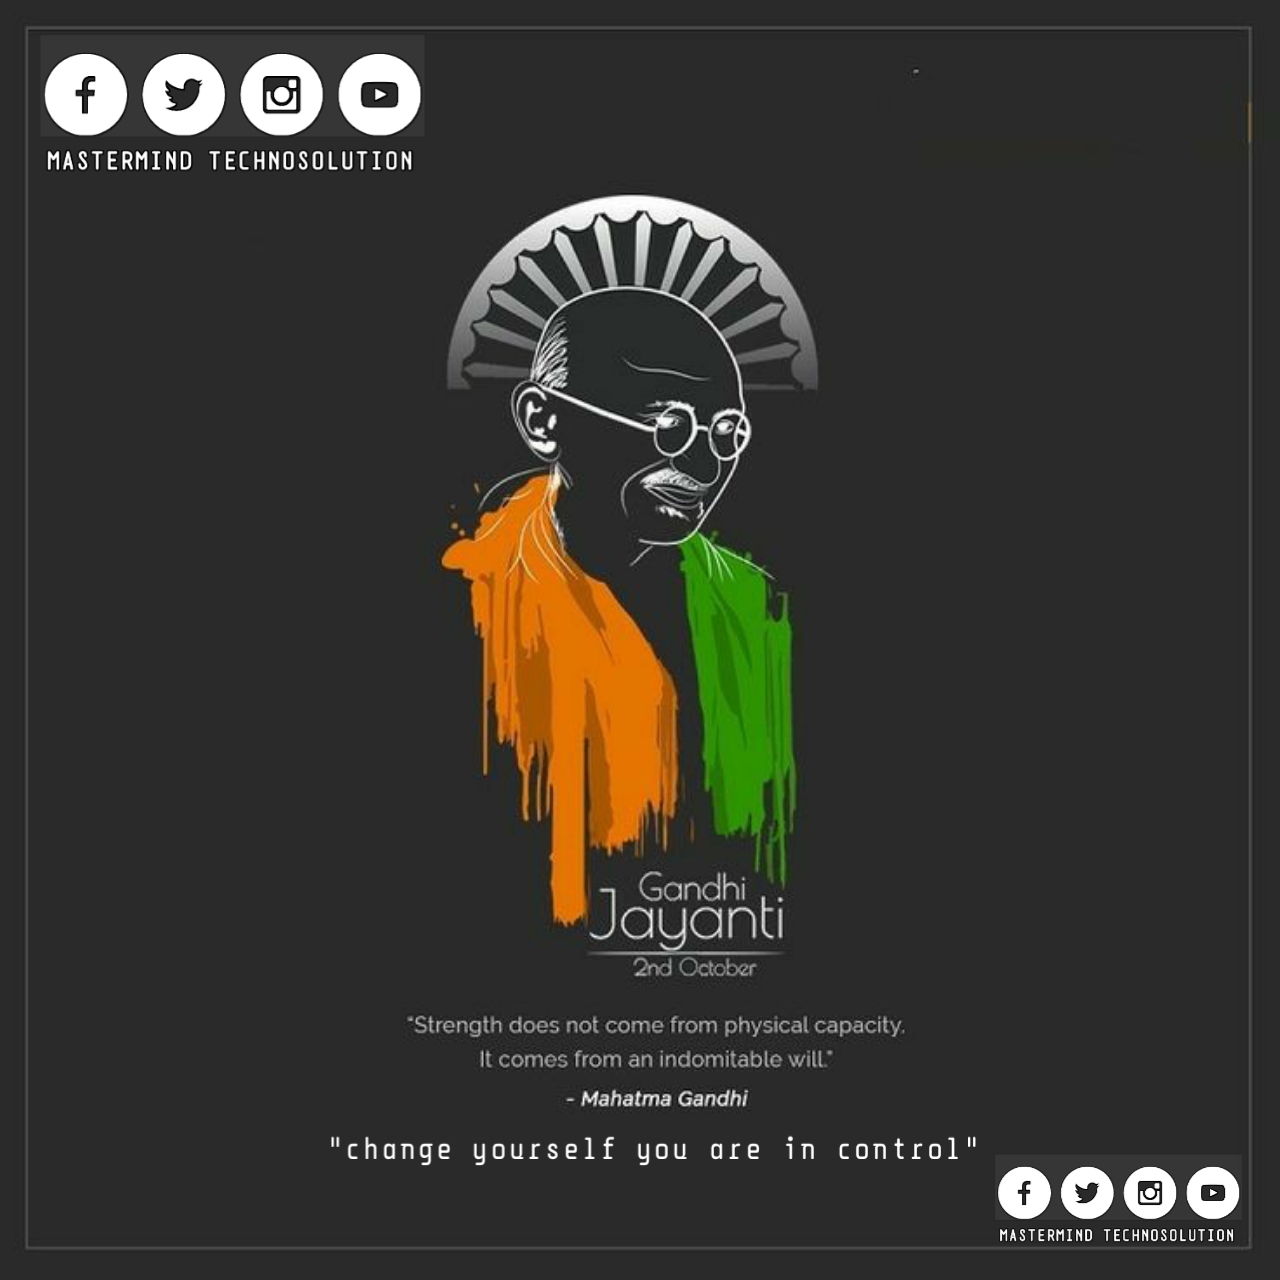 MASTERMIND TECHNOSOLUTION
Gandhi
Jayanti
2nd October
“Strength does not come from physical capacity.
It comes from an indomitable will.”
- Mahatma Gandhi
"change yourself you are in control"
MASTERMIND TECHNOSOLUTION